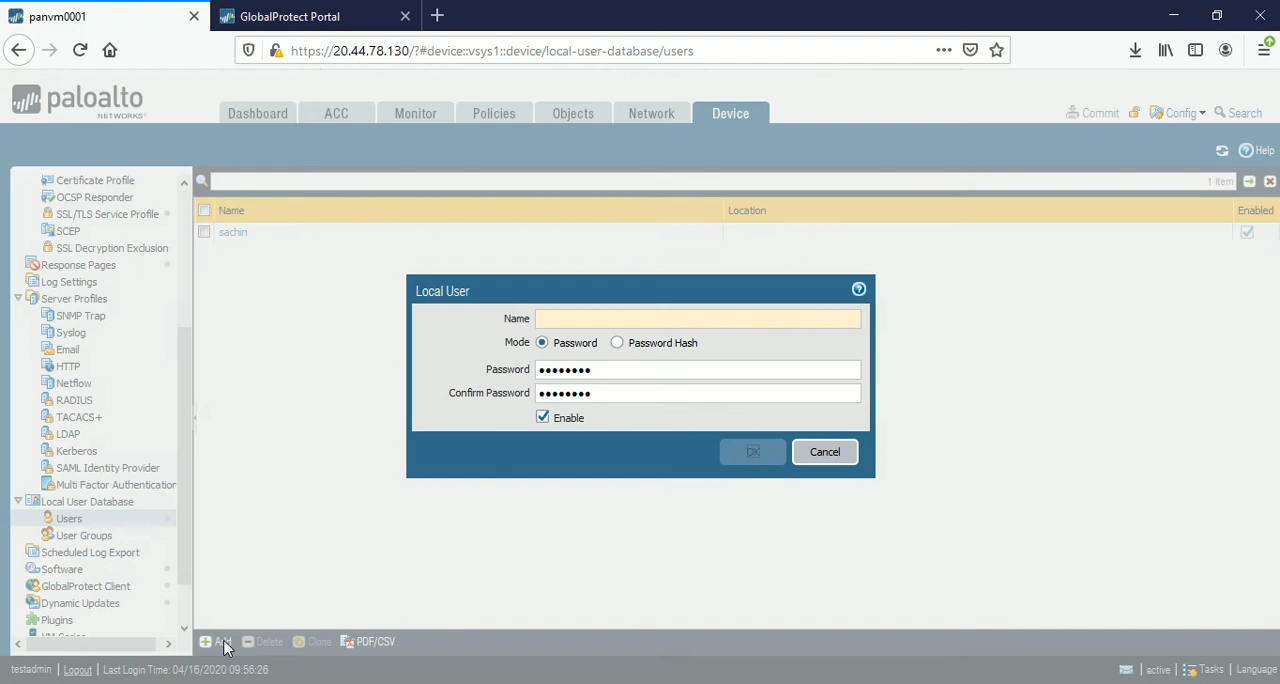 panvm0001
GlobalProtect Portal
https://20.44.78.130/?#device::vsys1::device/local-user-database/users
paloalto
NETWORKS®
Dashboard ACC Monitor Policies Objects Network Device
Commit Config Search
Help
Certificate Profile
OCSP Responder
SSL/TLS Service Profile
SCEP
SSL Decryption Exclusion
Response Pages
Log Settings
Server Profiles
SNMP Trap
Syslog
Email
HTTP
Netflow
RADIUS
TACACS+
LDAP
Kerberos
SAML Identity Provider
Multi Factor Authentication
Local User Database
Users
User Groups
Scheduled Log Export
Software
GlobalProtect Client
Dynamic Updates
Plugins
VM-Series
1 item
Name Location Enabled
sachin
Local User
Name
Mode Password Password Hash
Password ••••••••
Confirm Password ••••••••
Enable
OK Cancel
Add Delete Clone PDF/CSV
testadmin | Logout | Last Login Time: 04/16/2020 09:56:26
| active | Tasks | Language